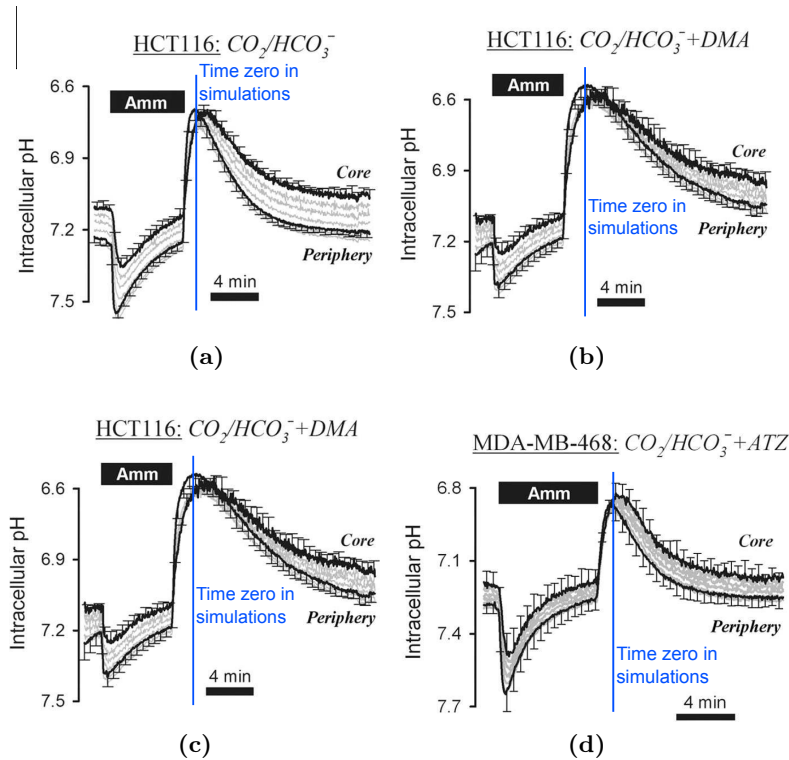 HCT116: CO₂/HCO₃⁻
Time zero in
simulations
Amm
6.6
6.9
7.2
7.5
Intracellular pH
Core
Periphery
4 min
(a)
HCT116: CO₂/HCO₃⁻+DMA
Amm
6.6
6.9
7.2
7.5
Intracellular pH
Core
Time zero in
simulations
Periphery
4 min
(b)
HCT116: CO₂/HCO₃⁻+DMA
Amm
6.6
6.9
7.2
7.5
Intracellular pH
Core
Time zero in
simulations
Periphery
4 min
(c)
MDA-MB-468: CO₂/HCO₃⁻+ATZ
Amm
6.8
7.1
7.4
7.7
Intracellular pH
Core
Periphery
Time zero in
simulations
4 min
(d)